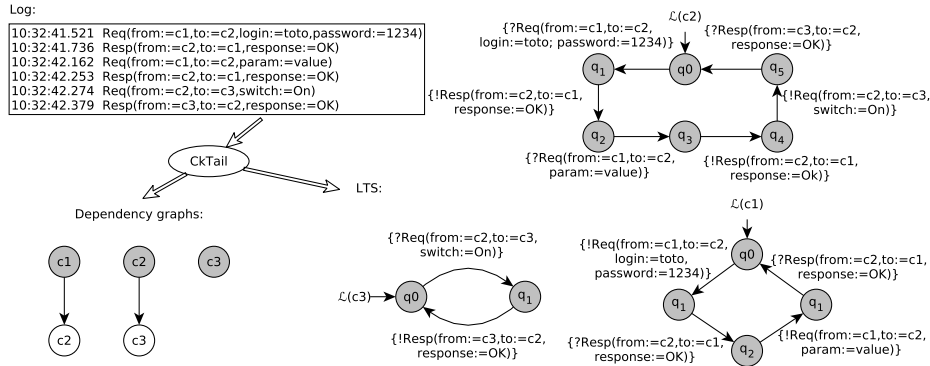 Log:
10:32:41.521 Req(from:=c1,to:=c2,login:=toto,password:=1234)
10:32:41.736 Resp(from:=c2,to:=c1,response:=OK)
10:32:42.162 Req(from:=c1,to:=c2,param:=value)
10:32:42.253 Resp(from:=c2,to:=c1,response:=OK)
10:32:42.274 Req(from:=c2,to:=c3,switch:=On)
10:32:42.379 Resp(from:=c3,to:=c2,response:=OK)
CkTail
LTS:
Dependency graphs:
c1
c2
c3
c2
c3
ℒ(c2)
{?Req(from:=c1,to:=c2,
login:=toto; password:=1234)}
{?Resp(from:=c3,to:=c2,
response:=OK)}
q1
q0
q5
{!Resp(from:=c2,to:=c1,
response:=OK)}
{!Req(from:=c2,to:=c3,
switch:=On)}
q2
q3
q4
{?Req(from:=c1,to:=c2,
param:=value)}
{!Resp(from:=c2,to:=c1,
response:=Ok)}
{?Req(from:=c2,to:=c3,
switch:=On)}
ℒ(c3)
q0
q1
{!Resp(from:=c3,to:=c2,
response:=OK)}
ℒ(c1)
{!Req(from:=c1,to:=c2,
login:=toto,
password:=1234)}
q0
{?Resp(from:=c2,to:=c1,
response:=OK)}
q1
q1
{?Resp(from:=c2,to:=c1,
response:=OK)}
q2
{!Req(from:=c1,to:=c2,
param:=value)}